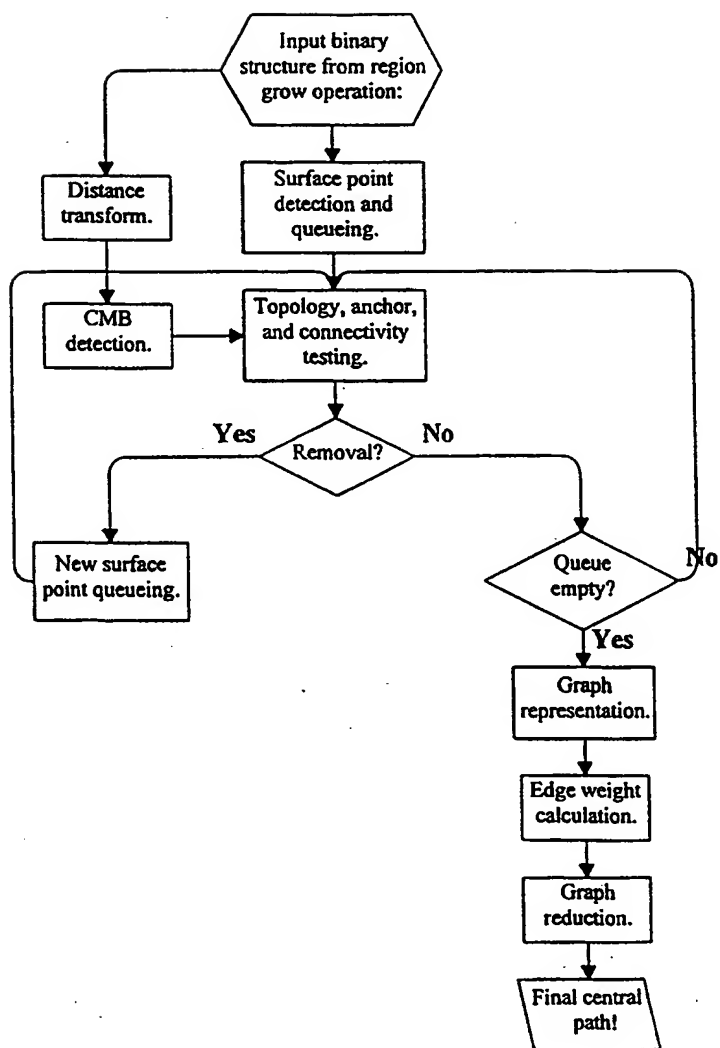 Input binary
structure from region
grow operation:
Distance
transform.
Surface point
detection and
queueing.
CMB
detection.
Topology, anchor,
and connectivity
testing.
Yes
Removal?
No
New surface
point queueing.
Queue
empty?
No
Yes
Graph
representation.
Edge weight
calculation.
Graph
reduction.
Final central
path!